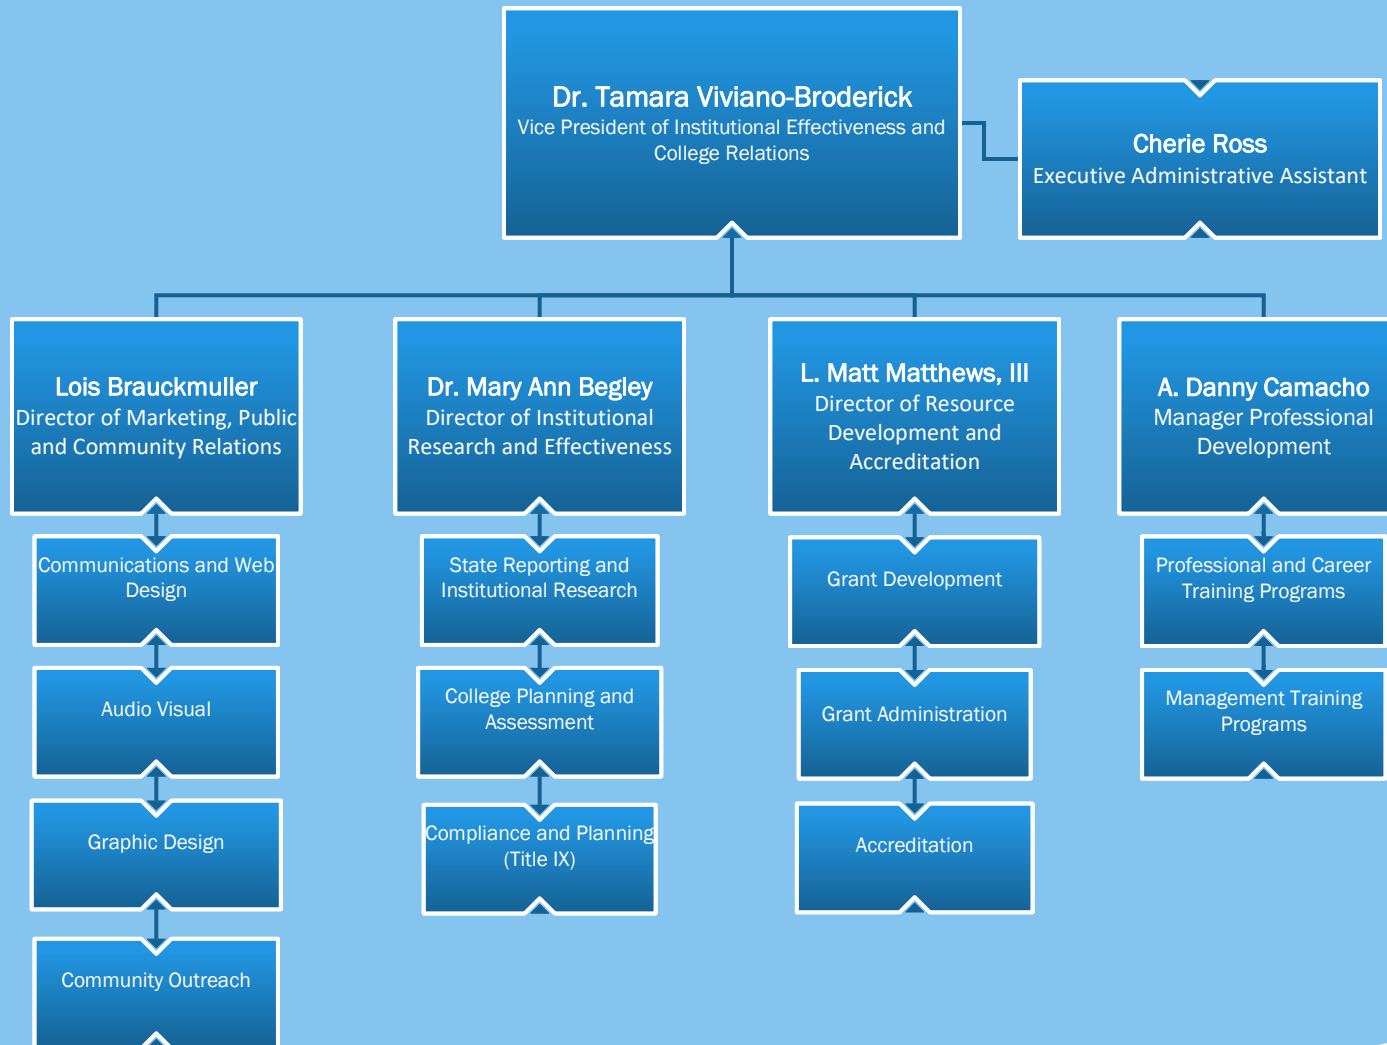 Dr. Tamara Viviano-Broderick
Vice President of Institutional Effectiveness and
College Relations
Cherie Ross
Executive Administrative Assistant
Lois Brauckmuller
Director of Marketing, Public
and Community Relations
Dr. Mary Ann Begley
Director of Institutional
Research and Effectiveness
L. Matt Matthews, III
Director of Resource
Development and
Accreditation
A. Danny Camacho
Manager Professional
Development
Communications and Web
Design
State Reporting and
Institutional Research
Grant Development
Professional and Career
Training Programs
Audio Visual
College Planning and
Assessment
Grant Administration
Management Training
Programs
Graphic Design
Compliance and Planning
(Title IX)
Accreditation
Community Outreach